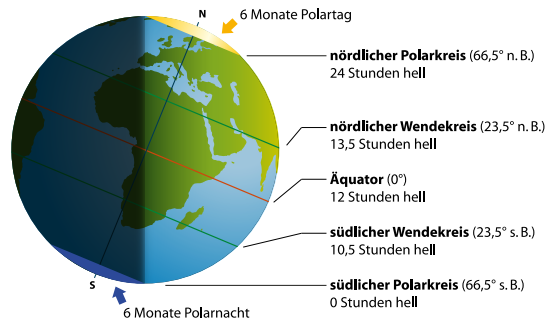 N
6 Monate Polartag
nördlicher Polarkreis (66,5° n. B.)
24 Stunden hell
nördlicher Wendekreis (23,5° n. B.)
13,5 Stunden hell
Äquator (0°)
12 Stunden hell
südlicher Wendekreis (23,5° s. B.)
10,5 Stunden hell
südlicher Polarkreis (66,5° s. B.)
0 Stunden hell
S
6 Monate Polarnacht